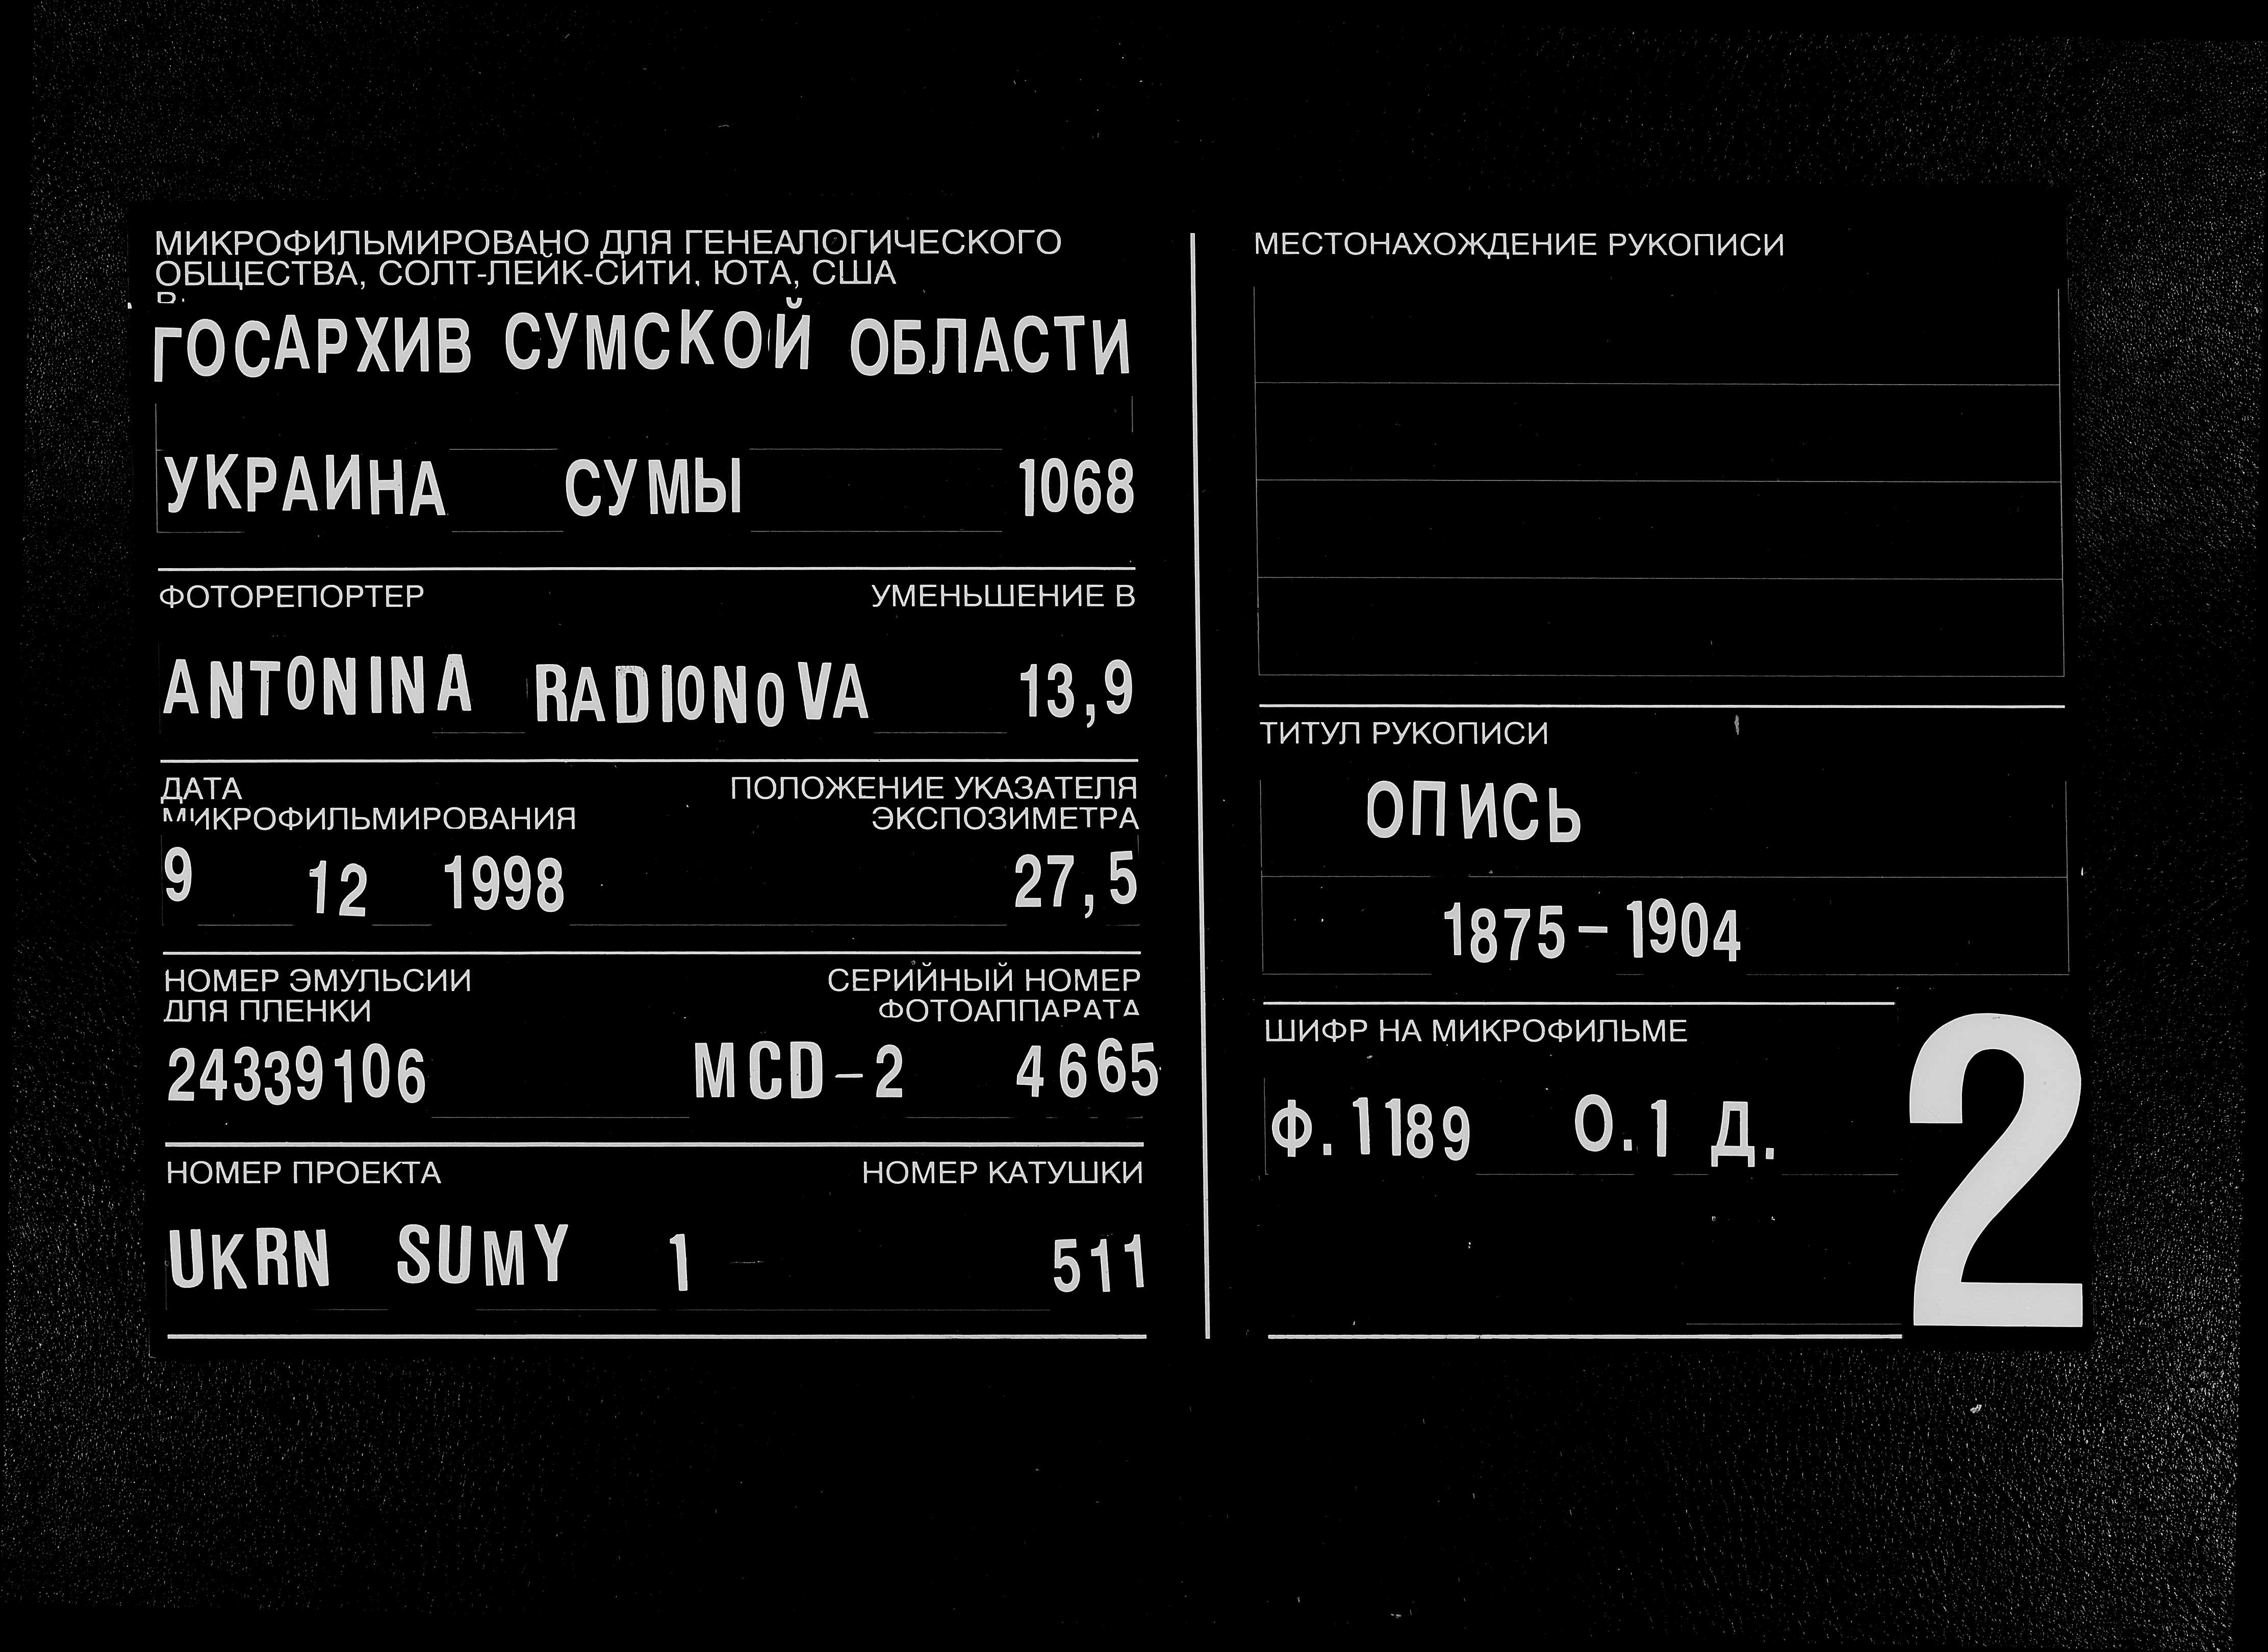 МИКРОФИЛЬМИРОВАНО ДЛЯ ГЕНЕАЛОГИЧЕСКОГО
ОБЩЕСТВА, СОЛТ-ЛЕЙК-СИТИ, ЮТА, США
В:
ГОСАРХИВ СУМСКОЙ ОБЛАСТИ
УКРАИНА СУМЫ 1068
ФОТОРЕПОРТЕР УМЕНЬШЕНИЕ В
ANTONINA RADIONOVA 13,9
ДАТА ПОЛОЖЕНИЕ УКАЗАТЕЛЯ
МИКРОФИЛЬМИРОВАНИЯ ЭКСПОЗИМЕТРА
9 12 1998 27,5
НОМЕР ЭМУЛЬСИИ СЕРИЙНЫЙ НОМЕР
ДЛЯ ПЛЕНКИ ФОТОАППАРАТА
24339106 MCD-2 4665
НОМЕР ПРОЕКТА НОМЕР КАТУШКИ
UKRN SUMY 1 511
МЕСТОНАХОЖДЕНИЕ РУКОПИСИ
ТИТУЛ РУКОПИСИ
ОПИСЬ
1875-1904
ШИФР НА МИКРОФИЛЬМЕ
Ф.1189 О.1 Д.
2